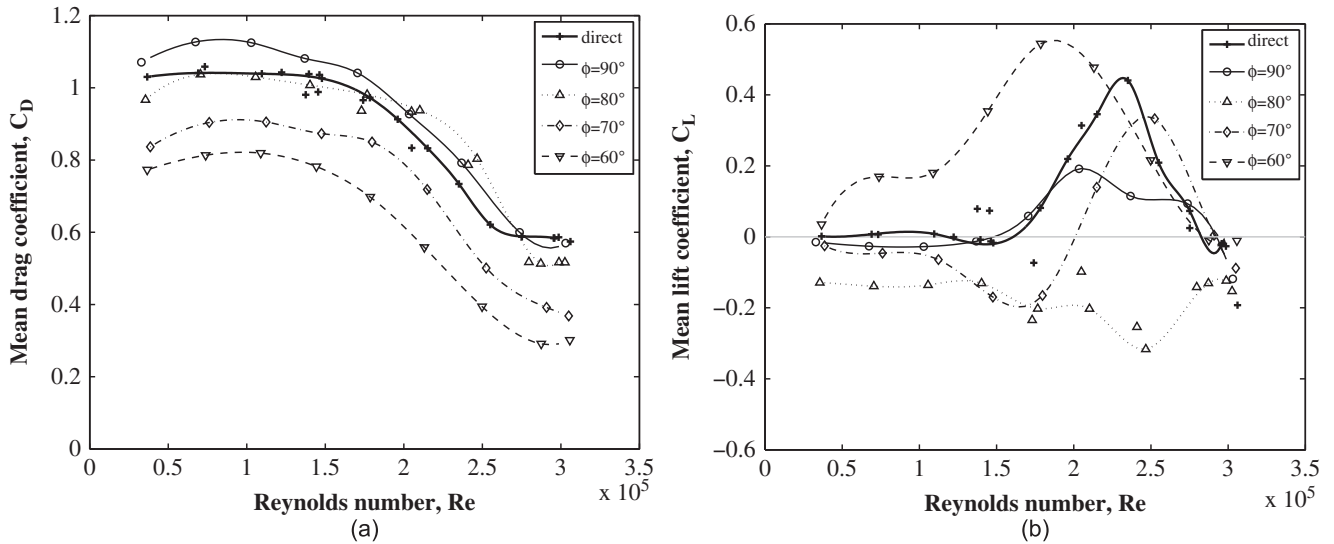 Mean drag coefficient, C_D
1.2
1
0.8
0.6
0.4
0.2
0
0
0.5
1
1.5
2
2.5
3
3.5
x 10^5
Reynolds number, Re
(a)
direct
ϕ=90°
ϕ=80°
ϕ=70°
ϕ=60°
Mean lift coefficient, C_L
0.6
0.4
0.2
0
−0.2
−0.4
−0.6
0
0.5
1
1.5
2
2.5
3
3.5
x 10^5
Reynolds number, Re
(b)
direct
ϕ=90°
ϕ=80°
ϕ=70°
ϕ=60°